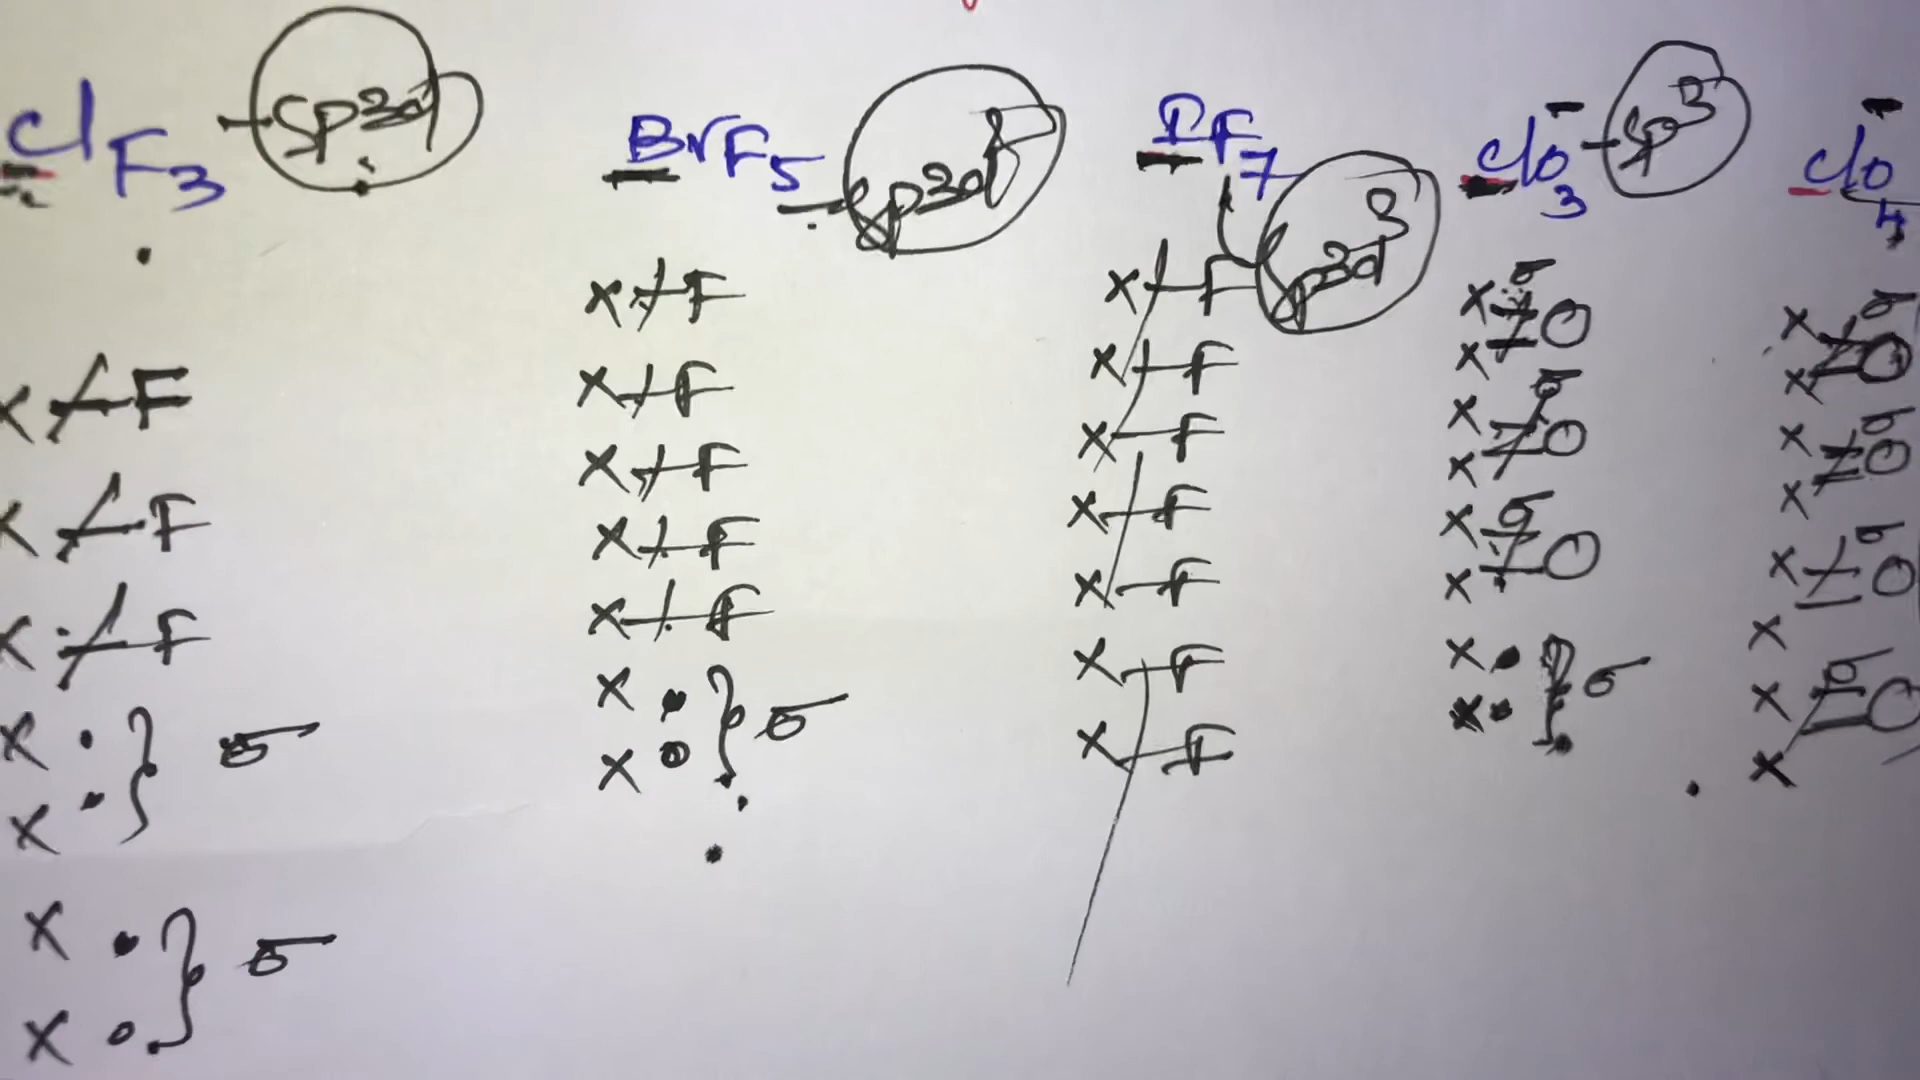 ClF3 - sp3d
x - F
x - F
x - F
x • } σ
x •
x • } σ
x •
BrF5 - sp3d2
x - F
x - F
x - F
x - F
x - F
x • } σ
x •
IF7 sp3d3
x - F
x - F
x - F
x - F
x - F
x - F
x - F
ClO3- - sp3
x σ
x = O
x σ
x = O
x σ
x = O
x • } σ
x •
ClO4-
x σ
x = O
x σ
x = O
x σ
x = O
x σ
x = O